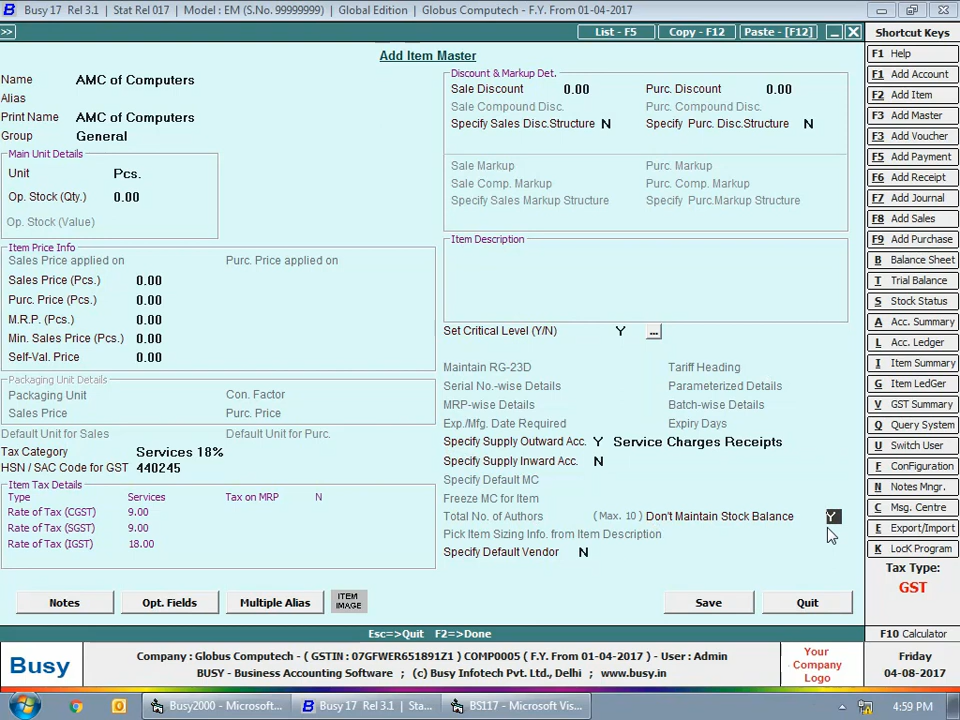 Busy 17 Rel 3.1 | Stat Rel 017 | Model : EM (S.No. 99999999) | Global Edition | Globus Computech - F.Y. From 01-04-2017
>> List - F5 Copy - F12 Paste - [F12]
Add Item Master
Name AMC of Computers
Alias
Print Name AMC of Computers
Group General
Main Unit Details
Unit Pcs.
Op. Stock (Qty.) 0.00
Op. Stock (Value)
Item Price Info
Sales Price applied on Purc. Price applied on
Sales Price (Pcs.) 0.00
Purc. Price (Pcs.) 0.00
M.R.P. (Pcs.) 0.00
Min. Sales Price (Pcs.) 0.00
Self-Val. Price 0.00
Packaging Unit Details
Packaging Unit Con. Factor
Sales Price Purc. Price
Default Unit for Sales Default Unit for Purc.
Tax Category Services 18%
HSN / SAC Code for GST 440245
Item Tax Details
Type Services Tax on MRP N
Rate of Tax (CGST) 9.00
Rate of Tax (SGST) 9.00
Rate of Tax (IGST) 18.00
Notes Opt. Fields Multiple Alias ITEM IMAGE
Discount & Markup Det.
Sale Discount 0.00 Purc. Discount 0.00
Sale Compound Disc. Purc. Compound Disc.
Specify Sales Disc.Structure N Specify Purc. Disc.Structure N
Sale Markup Purc. Markup
Sale Comp. Markup Purc. Comp. Markup
Specify Sales Markup Structure Specify Purc.Markup Structure
Item Description
Set Critical Level (Y/N) Y ...
Maintain RG-23D Tariff Heading
Serial No.-wise Details Parameterized Details
MRP-wise Details Batch-wise Details
Exp./Mfg. Date Required Expiry Days
Specify Supply Outward Acc. Y Service Charges Receipts
Specify Supply Inward Acc. N
Specify Default MC
Freeze MC for Item
Total No. of Authors (Max. 10) Don't Maintain Stock Balance Y
Pick Item Sizing Info. from Item Description
Specify Default Vendor N
Save Quit
Shortcut Keys
F1 Help
F1 Add Account
F2 Add Item
F3 Add Master
F3 Add Voucher
F5 Add Payment
F6 Add Receipt
F7 Add Journal
F8 Add Sales
F9 Add Purchase
B Balance Sheet
T Trial Balance
S Stock Status
A Acc. Summary
L Acc. Ledger
I Item Summary
G Item LedGer
V GST Summary
Q Query System
U Switch User
F ConFiguration
N Notes Mngr.
C Msg. Centre
E Export/Import
K LocK Program
Tax Type:
GST
F10 Calculator
Esc=>Quit F2=>Done
Busy
Company : Globus Computech - ( GSTIN : 07GFWER651891Z1 ) COMP0005 ( F.Y. From 01-04-2017 ) - User : Admin
BUSY - Business Accounting Software ; (c) Busy Infotech Pvt. Ltd., Delhi ; www.busy.in
Your
Company
Logo
Friday
04-08-2017
Busy2000 - Microsoft... Busy 17 Rel 3.1 | Sta... BS117 - Microsoft Vis... 4:59 PM